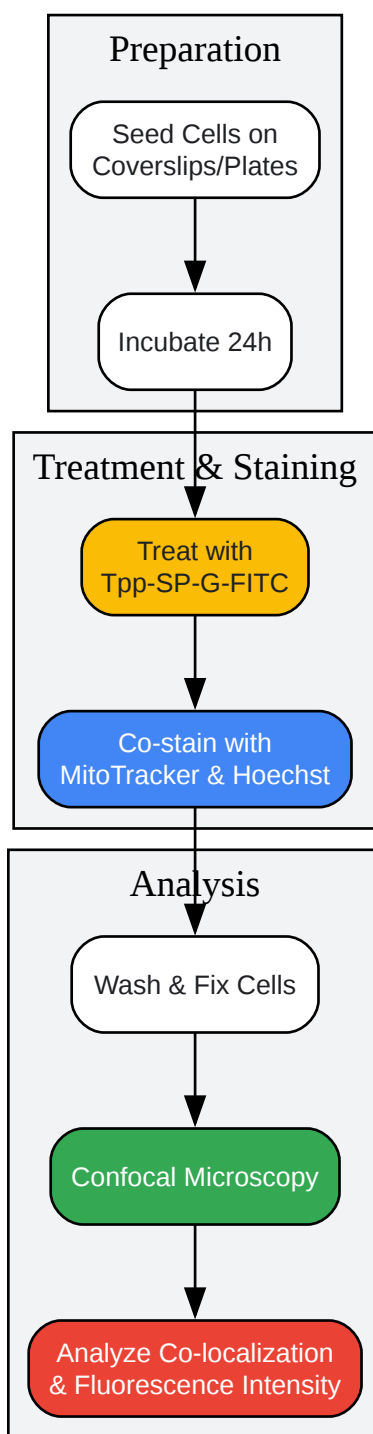 Preparation
Seed Cells on
Coverslips/Plates
Incubate 24h
Treatment & Staining
Treat with
Tpp-SP-G-FITC
Co-stain with
MitoTracker & Hoechst
Analysis
Wash & Fix Cells
Confocal Microscopy
Analyze Co-localization
& Fluorescence Intensity